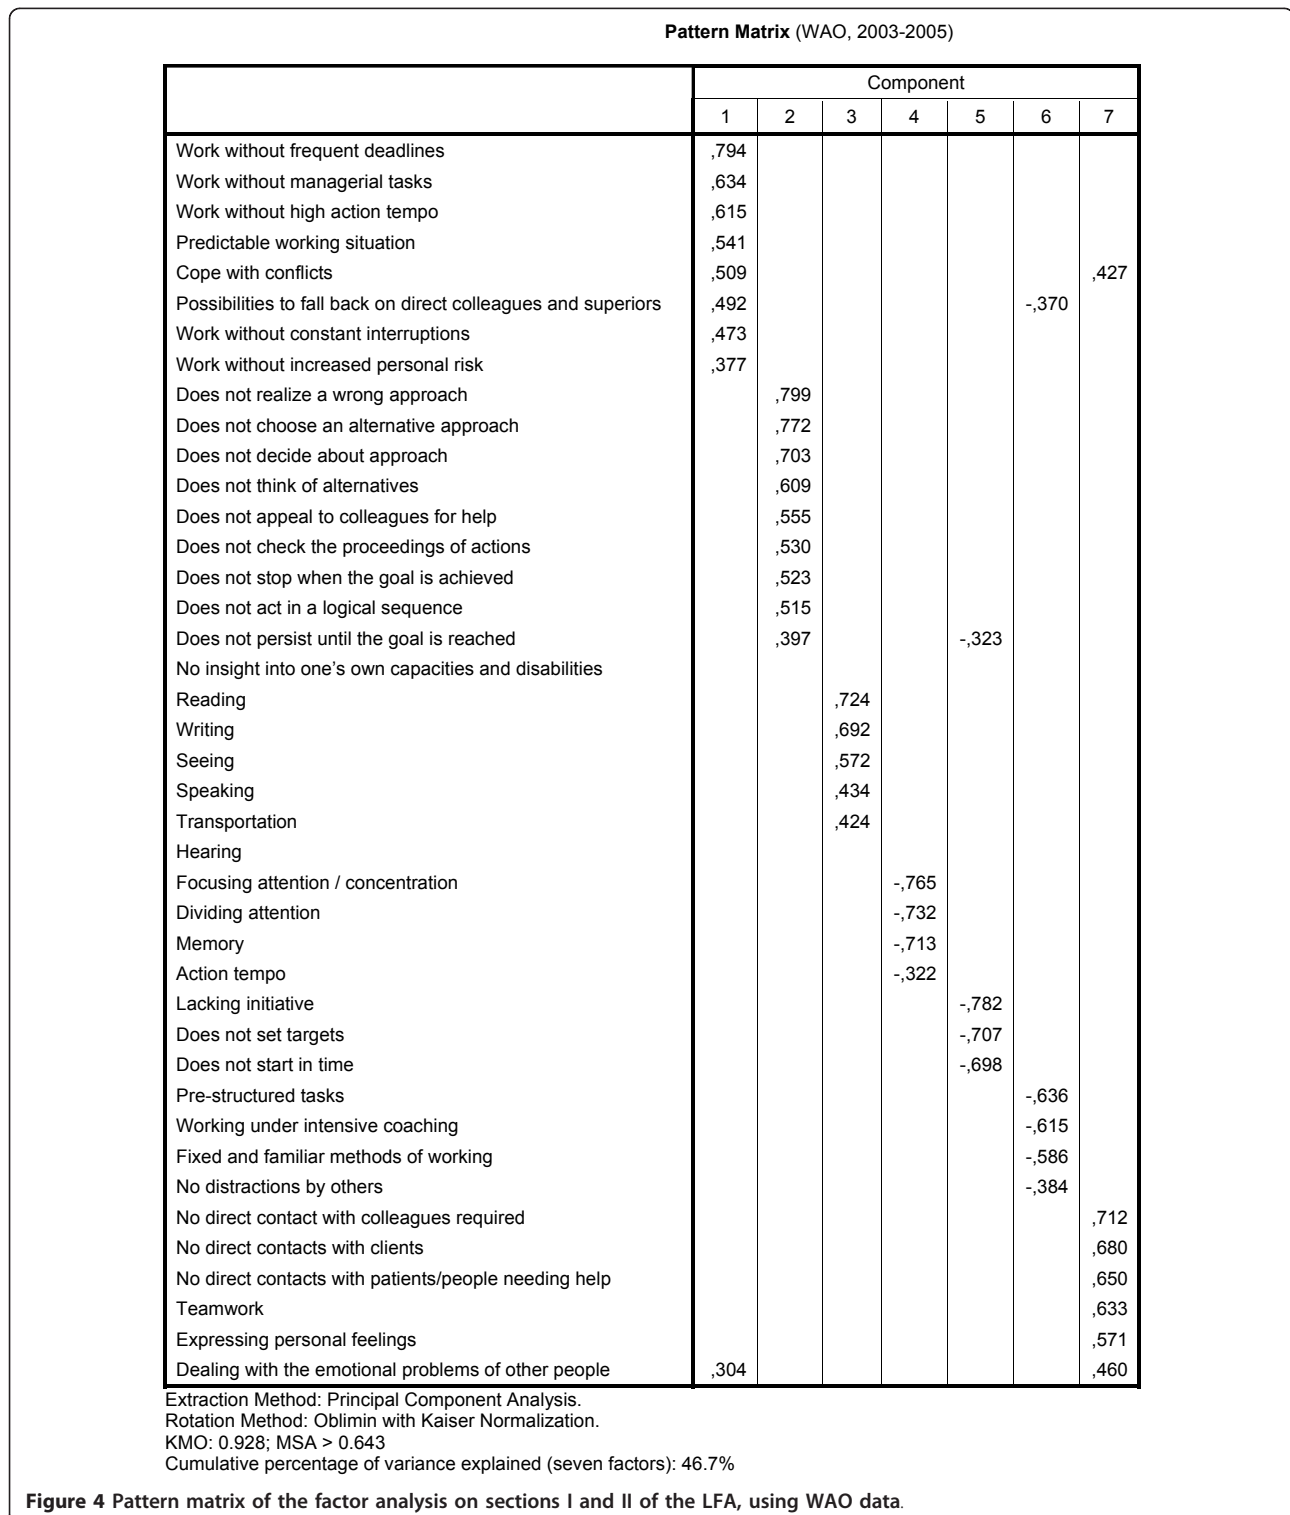 Pattern Matrix (WAO, 2003-2005)
Component
1 2 3 4 5 6 7
Work without frequent deadlines ,794
Work without managerial tasks ,634
Work without high action tempo ,615
Predictable working situation ,541
Cope with conflicts ,509 ,427
Possibilities to fall back on direct colleagues and superiors ,492 -,370
Work without constant interruptions ,473
Work without increased personal risk ,377
Does not realize a wrong approach ,799
Does not choose an alternative approach ,772
Does not decide about approach ,703
Does not think of alternatives ,609
Does not appeal to colleagues for help ,555
Does not check the proceedings of actions ,530
Does not stop when the goal is achieved ,523
Does not act in a logical sequence ,515
Does not persist until the goal is reached ,397 -,323
No insight into one’s own capacities and disabilities
Reading ,724
Writing ,692
Seeing ,572
Speaking ,434
Transportation ,424
Hearing
Focusing attention / concentration -,765
Dividing attention -,732
Memory -,713
Action tempo -,322
Lacking initiative -,782
Does not set targets -,707
Does not start in time -,698
Pre-structured tasks -,636
Working under intensive coaching -,615
Fixed and familiar methods of working -,586
No distractions by others -,384
No direct contact with colleagues required ,712
No direct contacts with clients ,680
No direct contacts with patients/people needing help ,650
Teamwork ,633
Expressing personal feelings ,571
Dealing with the emotional problems of other people ,304 ,460
Extraction Method: Principal Component Analysis.
Rotation Method: Oblimin with Kaiser Normalization.
KMO: 0.928; MSA > 0.643
Cumulative percentage of variance explained (seven factors): 46.7%
Figure 4 Pattern matrix of the factor analysis on sections I and II of the LFA, using WAO data.